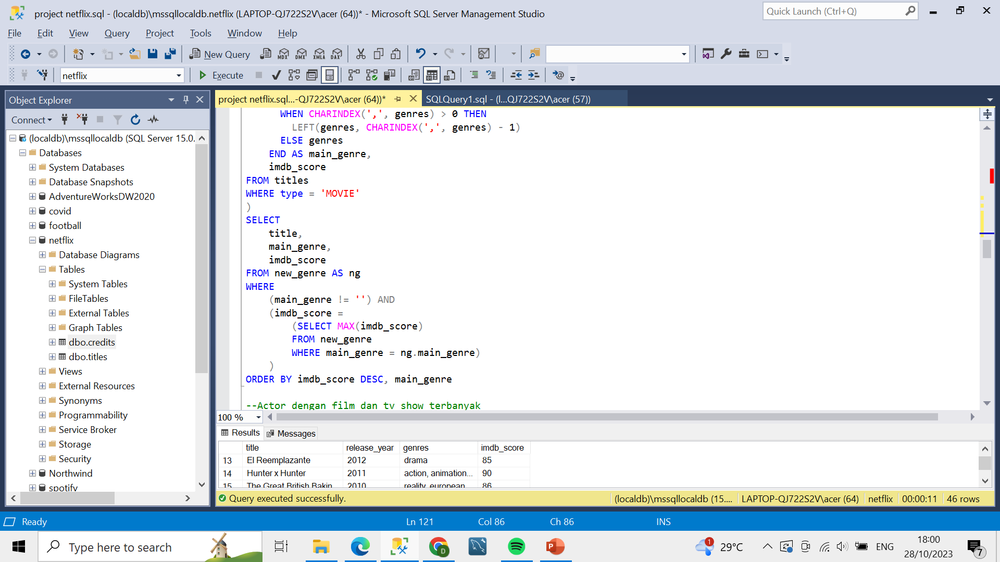 project netflix.sql - (localdb)\mssqllocaldb.netflix (LAPTOP-QJ722S2V\acer (64))* - Microsoft SQL Server Management Studio
Quick Launch (Ctrl+Q)
File Edit View Query Project Tools Window Help
New Query MDX DMX XMLA DAX
netflix Execute
Object Explorer
Connect
(localdb)\mssqllocaldb (SQL Server 15.0.
Databases
System Databases
Database Snapshots
AdventureWorksDW2020
covid
football
netflix
Database Diagrams
Tables
System Tables
FileTables
External Tables
Graph Tables
dbo.credits
dbo.titles
Views
External Resources
Synonyms
Programmability
Service Broker
Storage
Security
Northwind
spotify
project netflix.sql...-QJ722S2V\acer (64))* SQLQuery1.sql - (l...QJ722S2V\acer (57))
WHEN CHARINDEX(',', genres) > 0 THEN
LEFT(genres, CHARINDEX(',', genres) - 1)
ELSE genres
END AS main_genre,
imdb_score
FROM titles
WHERE type = 'MOVIE'
)
SELECT
title,
main_genre,
imdb_score
FROM new_genre AS ng
WHERE
(main_genre != '') AND
(imdb_score =
(SELECT MAX(imdb_score)
FROM new_genre
WHERE main_genre = ng.main_genre)
)
ORDER BY imdb_score DESC, main_genre
--Actor dengan film dan tv show terbanyak
100 %
Results Messages
title release_year genres imdb_score
13 El Reemplazante 2012 drama 85
14 Hunter x Hunter 2011 action, animation... 90
15 The Great British Bakin 2010 reality, european 86
Query executed successfully. (localdb)\mssqllocaldb (15.... LAPTOP-QJ722S2V\acer (64) netflix 00:00:11 46 rows
Ready Ln 121 Col 86 Ch 86 INS
Type here to search
D
P
1
29°C
ENG
18:00
28/10/2023
7